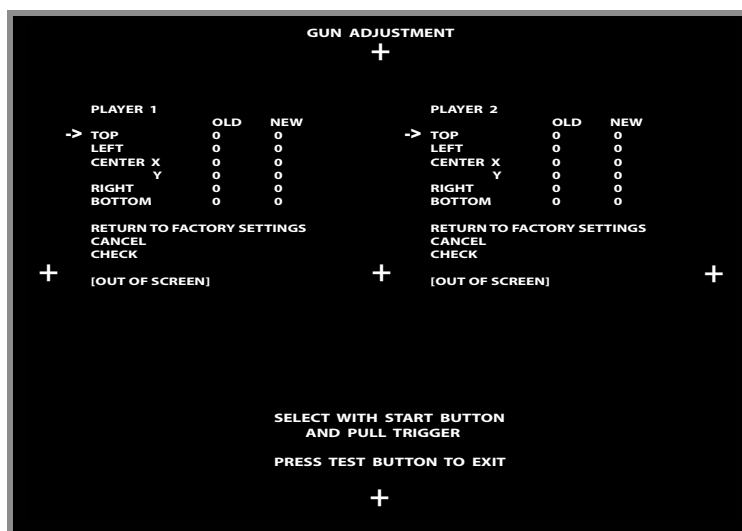 GUN ADJUSTMENT
PLAYER 1
OLD NEW
-> TOP 0 0
LEFT 0 0
CENTER X 0 0
Y 0 0
RIGHT 0 0
BOTTOM 0 0
RETURN TO FACTORY SETTINGS
CANCEL
CHECK
[OUT OF SCREEN]
PLAYER 2
OLD NEW
-> TOP 0 0
LEFT 0 0
CENTER X 0 0
Y 0 0
RIGHT 0 0
BOTTOM 0 0
RETURN TO FACTORY SETTINGS
CANCEL
CHECK
[OUT OF SCREEN]
SELECT WITH START BUTTON
AND PULL TRIGGER
PRESS TEST BUTTON TO EXIT